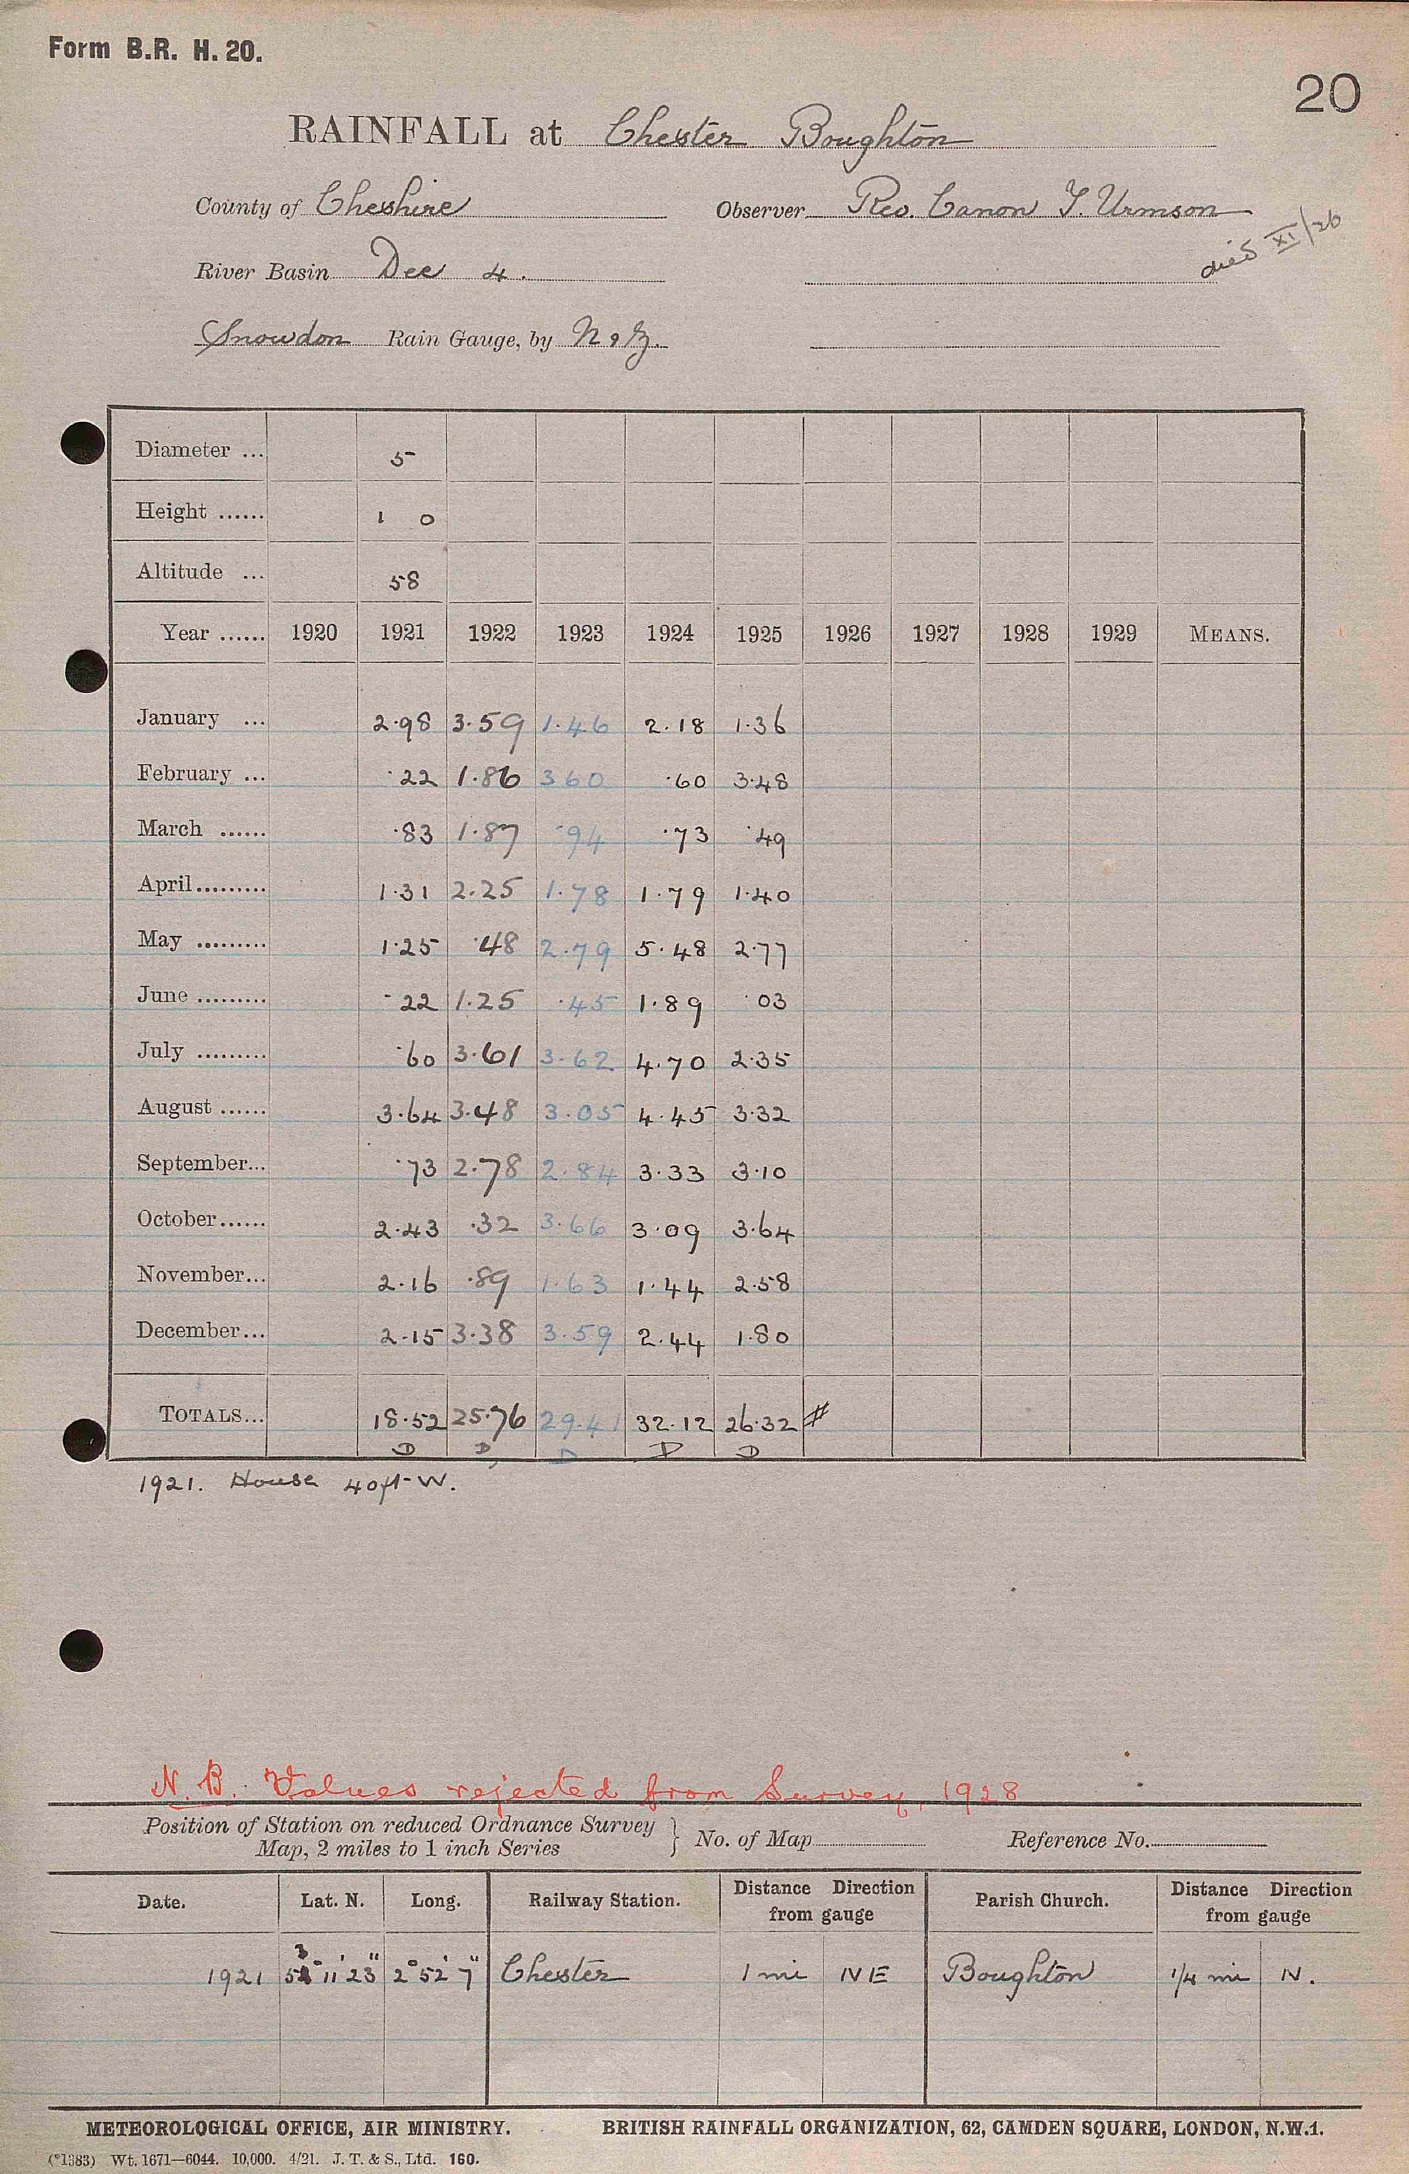 Form B.R. H. 20.
20
RAINFALL at Chester Boughton
County of Cheshire Observer Rev. Canon T. Urmson
died XI/26
River Basin Dee 4.
Snowdon Rain Gauge, by N & Z.
Diameter ... 5
Height ...... 1 0
Altitude ... 58
Year ...... 1920 1921 1922 1923 1924 1925 1926 1927 1928 1929 MEANS.
January ... 2.98 3.59 1.46 2.18 1.36
February ... .22 1.86 3 60 .60 3.48
March ...... .83 1.87 .94 .73 .49
April......... 1.31 2.25 1.78 1.79 1.40
May ......... 1.25 .48 2.79 5.48 2.77
June ......... .22 1.25 .45 1.89 .03
July ......... .60 3.61 3.62 4.70 2.35
August ...... 3.64 3.48 3.05 4.45 3.32
September... .73 2.78 2.84 3.33 3.10
October...... 2.43 .32 3.66 3.09 3.64
November... 2.16 .89 1.63 1.44 2.58
December... 2.15 3.38 3.59 2.44 1.80
TOTALS... 18.52 25.76 29.41 32.12 26.32 #
D D D D D
1921. House 40ft W.
N.B. Values rejected from Survey, 1928
Position of Station on reduced Ordnance Survey
Map, 2 miles to 1 inch Series } No. of Map Reference No.
Date. Lat. N. Long. Railway Station. Distance from gauge Direction Parish Church. Distance from gauge Direction
1921 53° 11' 23" 2° 52' 7" Chester 1 mi NE Boughton 1/4 mi N.
METEOROLOGICAL OFFICE, AIR MINISTRY. BRITISH RAINFALL ORGANIZATION, 62, CAMDEN SQUARE, LONDON, N.W.1.
(*1383) Wt. 1671—6044. 10,000. 4/21. J. T. & S., Ltd. 160.